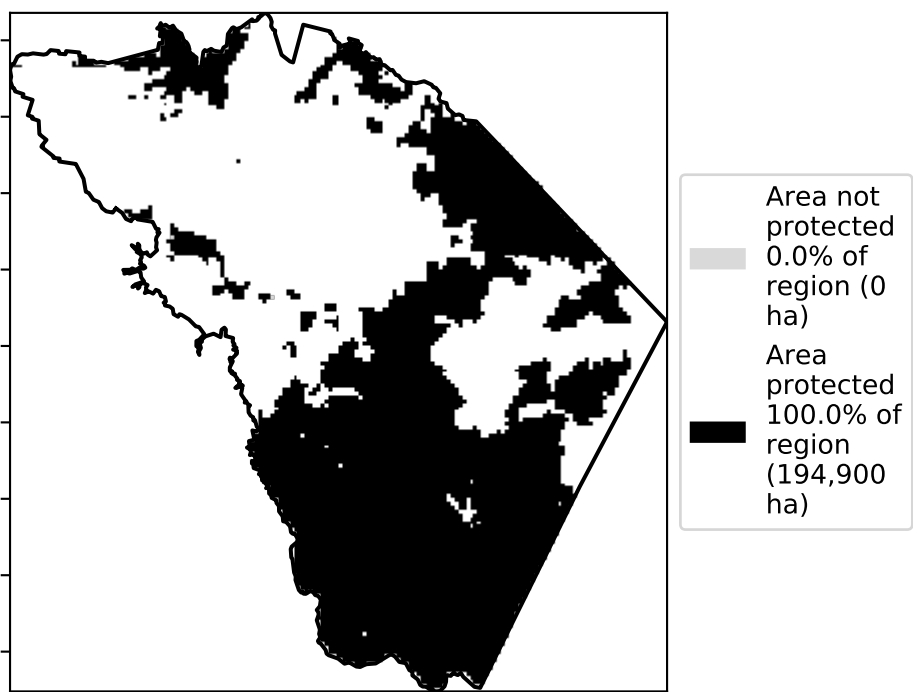 Area not
protected
0.0% of
region (0
ha)
Area
protected
100.0% of
region
(194,900
ha)